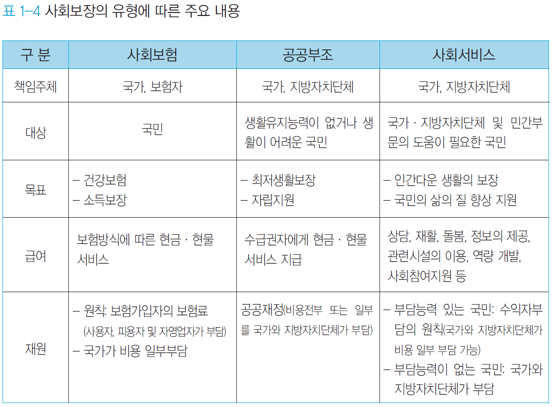 표 1-4 사회보장의 유형에 따른 주요 내용
구 분 사회보험 공공부조 사회서비스
책임주체 국가, 보험자 국가, 지방자치단체 국가, 지방자치단체
대상
국민
생활유지능력이 없거나 생
활이 어려운 국민
국가 · 지방자치단체 및 민간부
문의 도움이 필요한 국민
목표
- 건강보험
- 소득보장
- 최저생활보장
- 자립지원
- 인간다운 생활의 보장
- 국민의 삶의 질 향상 지원
급여
보험방식에 따른 현금 · 현물
서비스
수급권자에게 현금 · 현물
서비스 지급
상담, 재활, 돌봄, 정보의 제공,
관련시설의 이용, 역량 개발,
사회참여지원 등
재원
- 원칙: 보험가입자의 보험료
(사용자, 피용자 및 자영업자가 부담)
- 국가가 비용 일부부담
공공재정(비용전부 또는 일부
를 국가와 지방자치단체가 부담)
- 부담능력 있는 국민: 수익자부
담의 원칙(국가와 지방자치단체가
비용 일부 부담 가능)
- 부담능력이 없는 국민: 국가와
지방자치단체가 부담